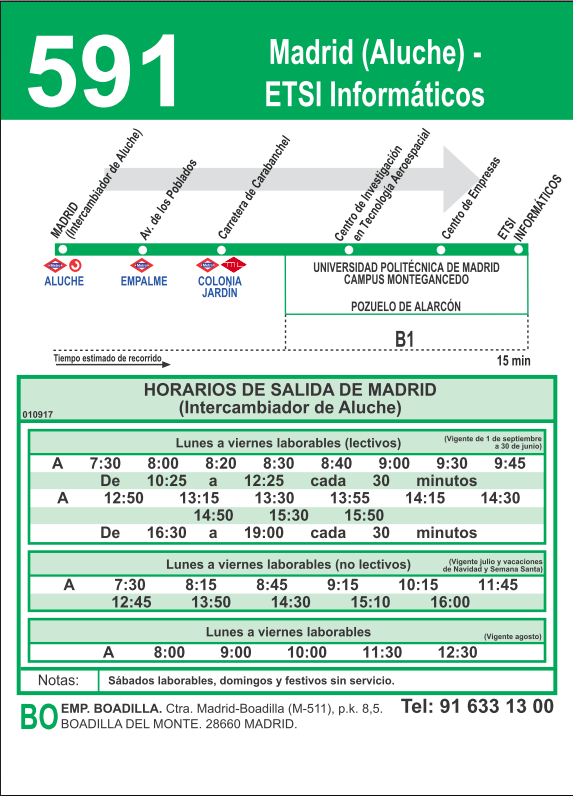 591
Madrid (Aluche) -
ETSI Informáticos
MADRID
(Intercambiador de Aluche)
Av. de los Poblados
Carretera de Carabanchel
Centro de Investigación
en Tecnología Aeroespacial
Centro de Empresas
ETSI
INFORMÁTICOS
ALUCHE
EMPALME
COLONIA
JARDÍN
UNIVERSIDAD POLITÉCNICA DE MADRID
CAMPUS MONTEGANCEDO
POZUELO DE ALARCÓN
B1
Tiempo estimado de recorrido
15 min
HORARIOS DE SALIDA DE MADRID
(Intercambiador de Aluche)
010917
Lunes a viernes laborables (lectivos)
(Vigente de 1 de septiembre
a 30 de junio)
A 7:30 8:00 8:20 8:30 8:40 9:00 9:30 9:45
De 10:25 a 12:25 cada 30 minutos
A 12:50 13:15 13:30 13:55 14:15 14:30
14:50 15:30 15:50
De 16:30 a 19:00 cada 30 minutos
Lunes a viernes laborables (no lectivos)
(Vigente julio y vacaciones
de Navidad y Semana Santa)
A 7:30 8:15 8:45 9:15 10:15 11:45
12:45 13:50 14:30 15:10 16:00
Lunes a viernes laborables
(Vigente agosto)
A 8:00 9:00 10:00 11:30 12:30
Notas: Sábados laborables, domingos y festivos sin servicio.
BO
EMP. BOADILLA. Ctra. Madrid-Boadilla (M-511), p.k. 8,5.
BOADILLA DEL MONTE. 28660 MADRID.
Tel: 91 633 13 00